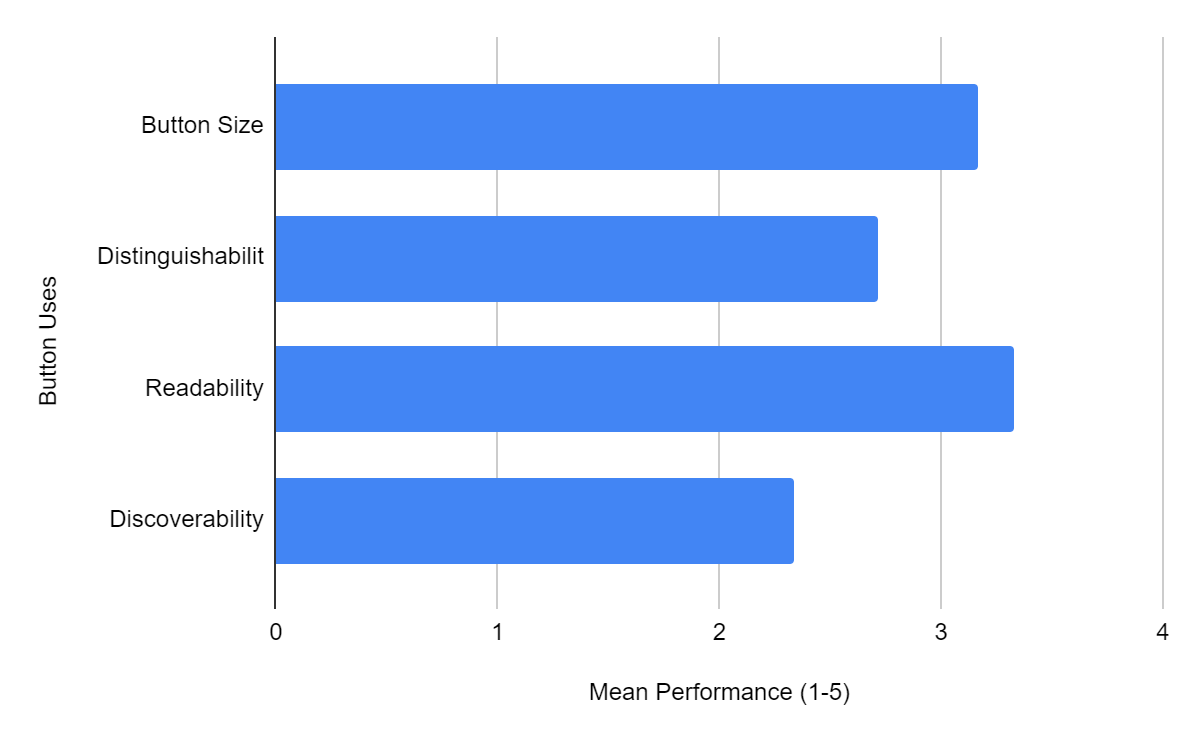 Button Size
Distinguishabilit
Readability
Discoverability
Button Uses
0 1 2 3 4
Mean Performance (1-5)